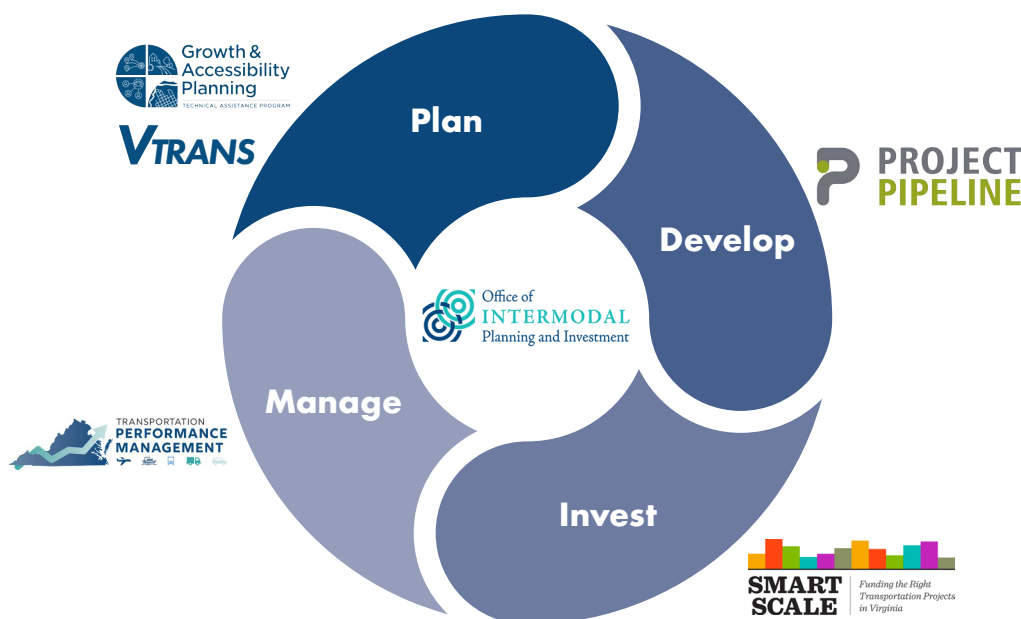 Growth &
Accessibility
Planning
TECHNICAL ASSISTANCE PROGRAM
VTRANS
Plan
PROJECT
PIPELINE
Develop
Office of
INTERMODAL
Planning and Investment
Manage
TRANSPORTATION
PERFORMANCE
MANAGEMENT
Invest
SMART
SCALE
Funding the Right
Transportation Projects
in Virginia